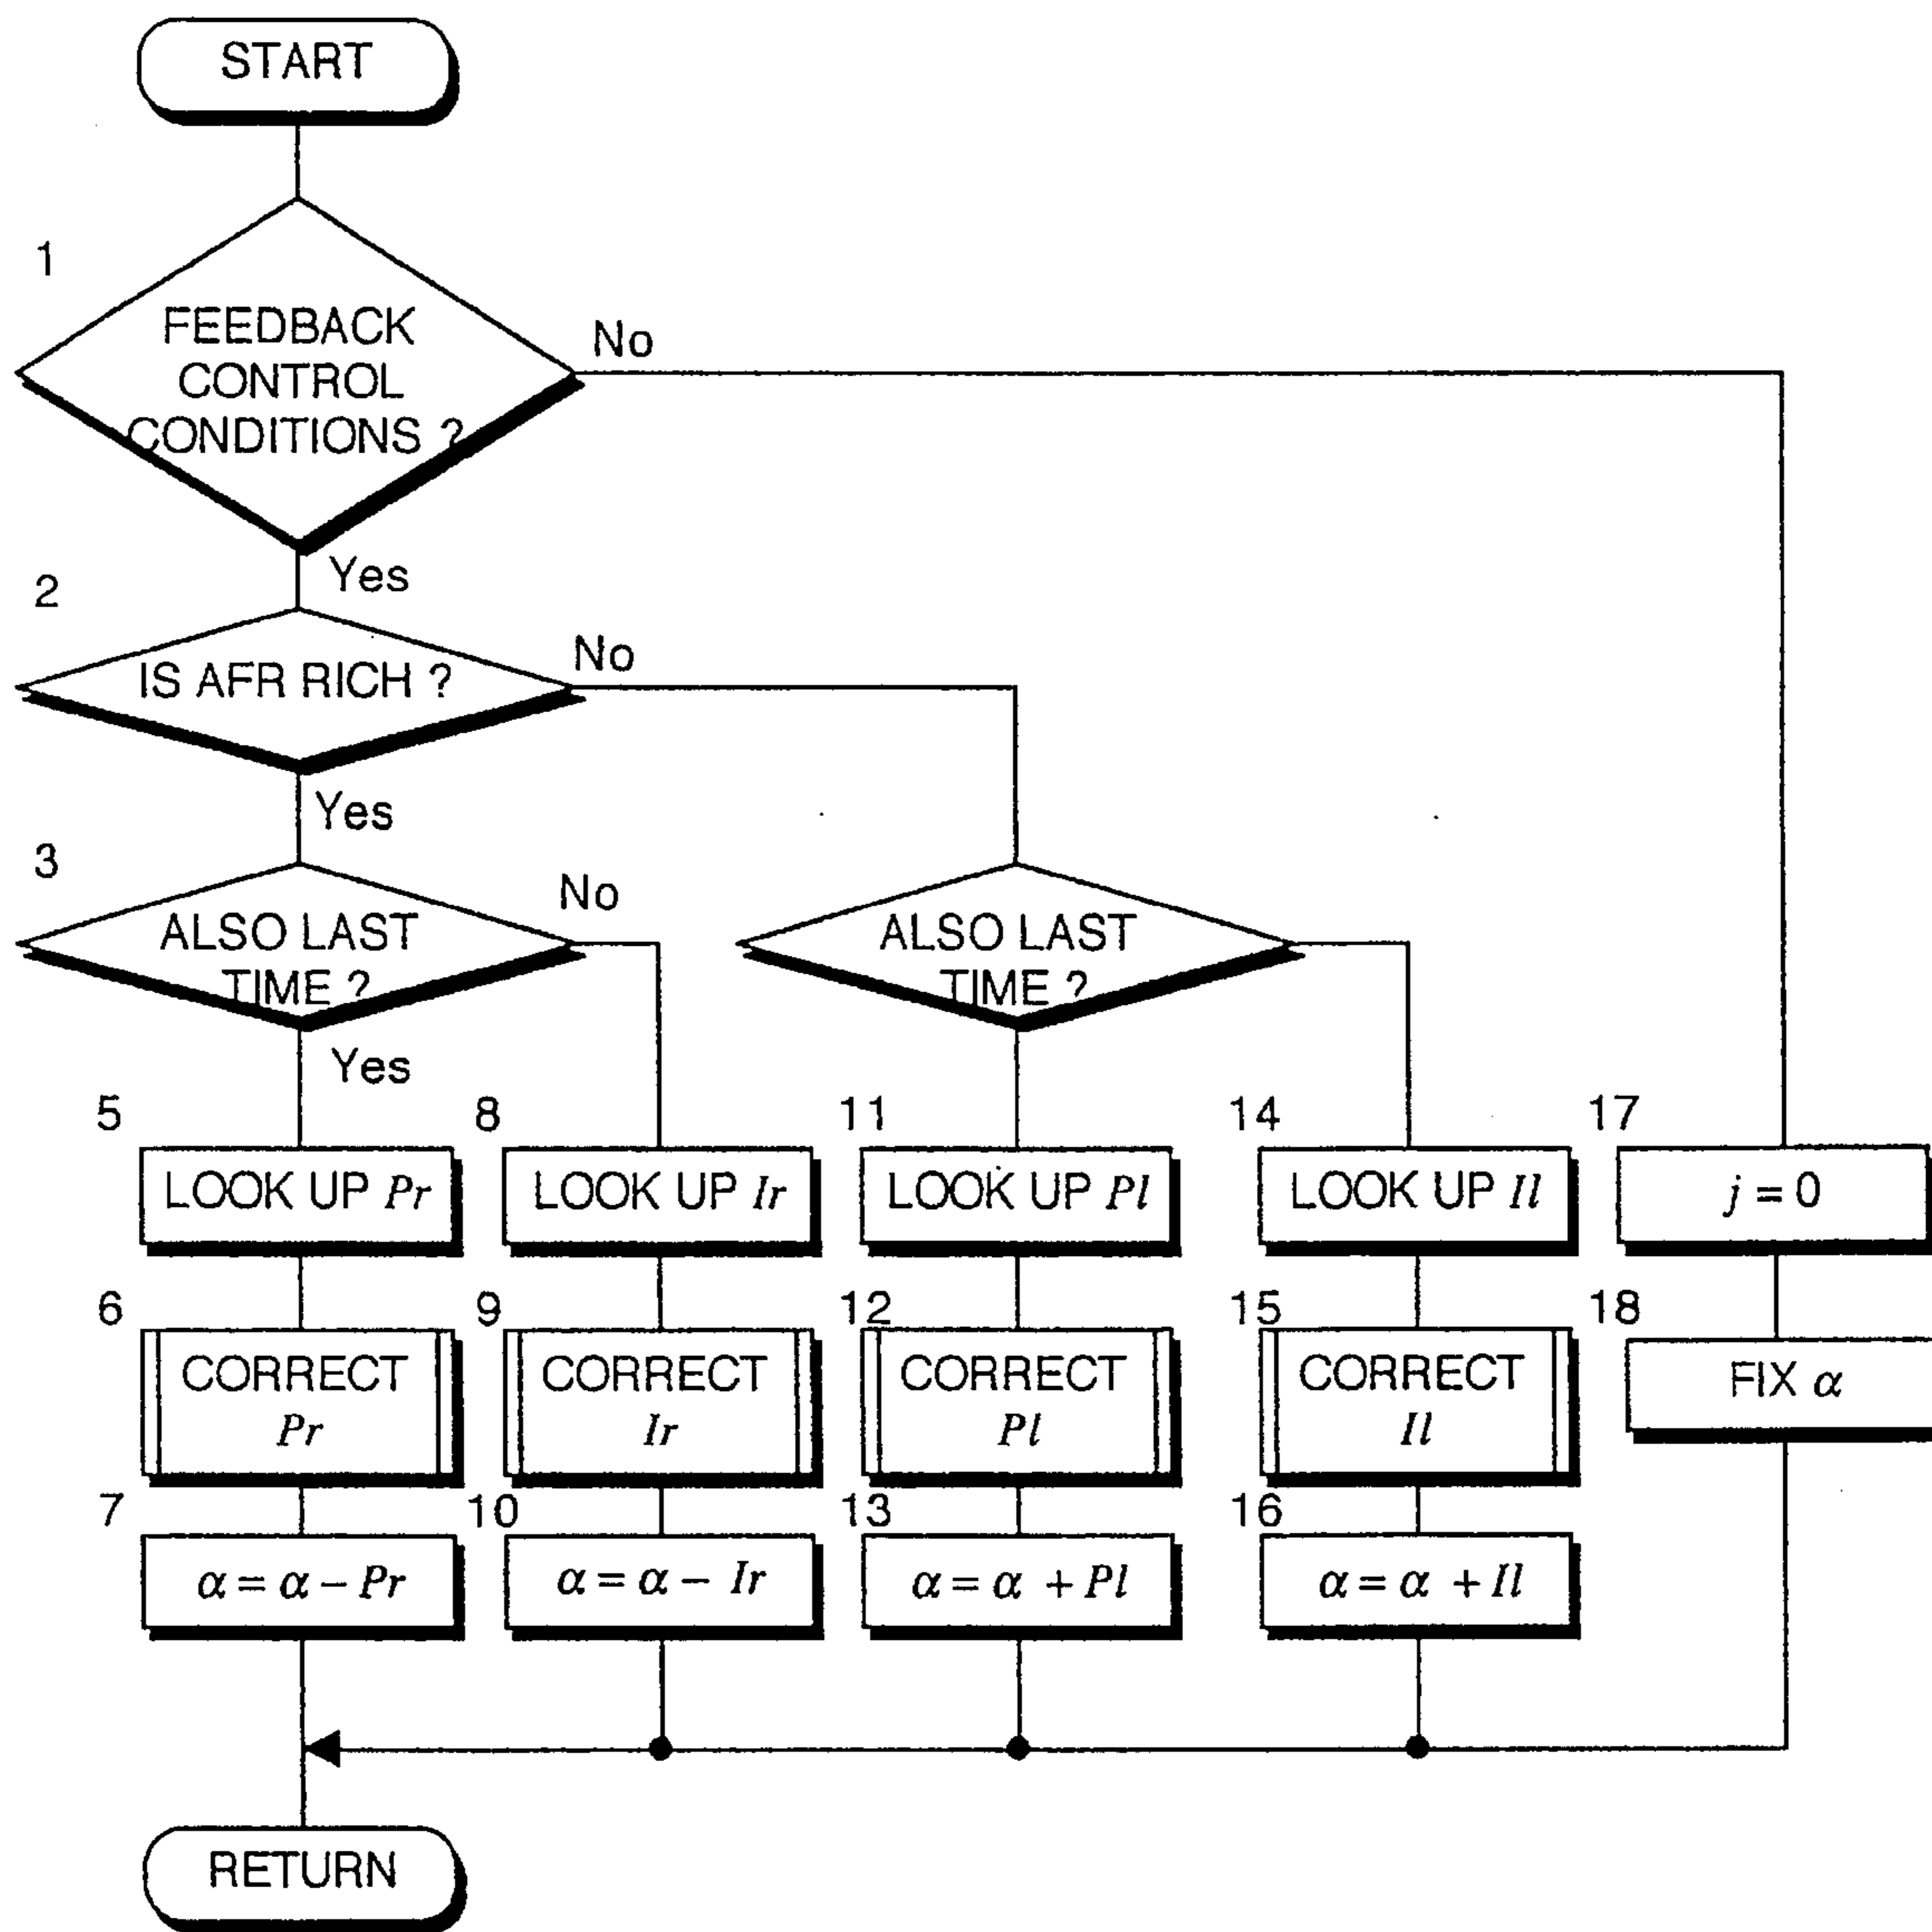 START
1
FEEDBACK
CONTROL
CONDITIONS ?
No
Yes
2
IS AFR RICH ?
No
Yes
3
ALSO LAST
TIME ?
No
Yes
ALSO LAST
TIME ?
5
LOOK UP Pr
6
CORRECT
Pr
7
α = α − Pr
8
LOOK UP Ir
9
CORRECT
Ir
10
α = α − Ir
11
LOOK UP Pl
12
CORRECT
Pl
13
α = α + Pl
14
LOOK UP Il
15
CORRECT
Il
16
α = α + Il
17
j = 0
18
FIX α
RETURN